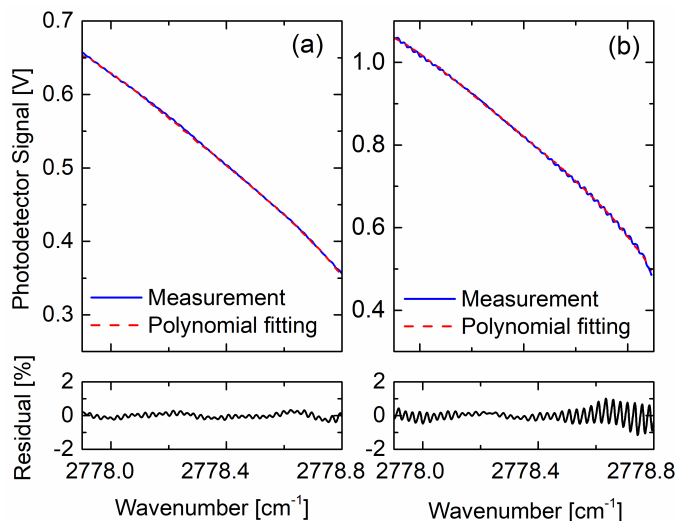 (a)
(b)
Photodetector Signal [V]
0.7
0.6
0.5
0.4
0.3
1.0
0.8
0.6
0.4
Measurement
Polynomial fitting
Measurement
Polynomial fitting
Residual [%]
2
0
-2
2
0
-2
2778.0 2778.4 2778.8
2778.0 2778.4 2778.8
Wavenumber [cm⁻¹]
Wavenumber [cm⁻¹]